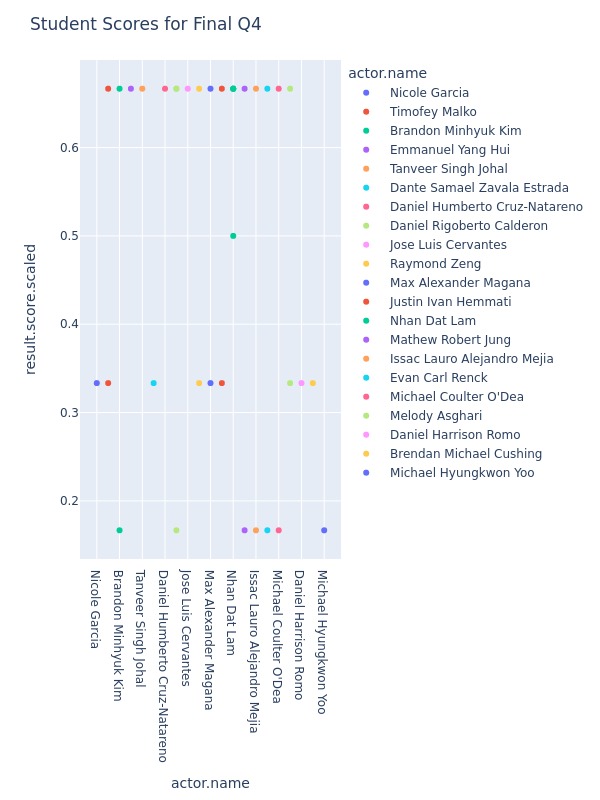 Student Scores for Final Q4
actor.name
Nicole Garcia
Timofey Malko
Brandon Minhyuk Kim
Emmanuel Yang Hui
Tanveer Singh Johal
Dante Samael Zavala Estrada
Daniel Humberto Cruz-Natareno
Daniel Rigoberto Calderon
Jose Luis Cervantes
Raymond Zeng
Max Alexander Magana
Justin Ivan Hemmati
Nhan Dat Lam
Mathew Robert Jung
Issac Lauro Alejandro Mejia
Evan Carl Renck
Michael Coulter O'Dea
Melody Asghari
Daniel Harrison Romo
Brendan Michael Cushing
Michael Hyungkwon Yoo
result.score.scaled
0.6
0.5
0.4
0.3
0.2
Nicole Garcia
Brandon Minhyuk Kim
Tanveer Singh Johal
Daniel Humberto Cruz-Natareno
Jose Luis Cervantes
Max Alexander Magana
Nhan Dat Lam
Issac Lauro Alejandro Mejia
Michael Coulter O'Dea
Daniel Harrison Romo
Michael Hyungkwon Yoo
actor.name